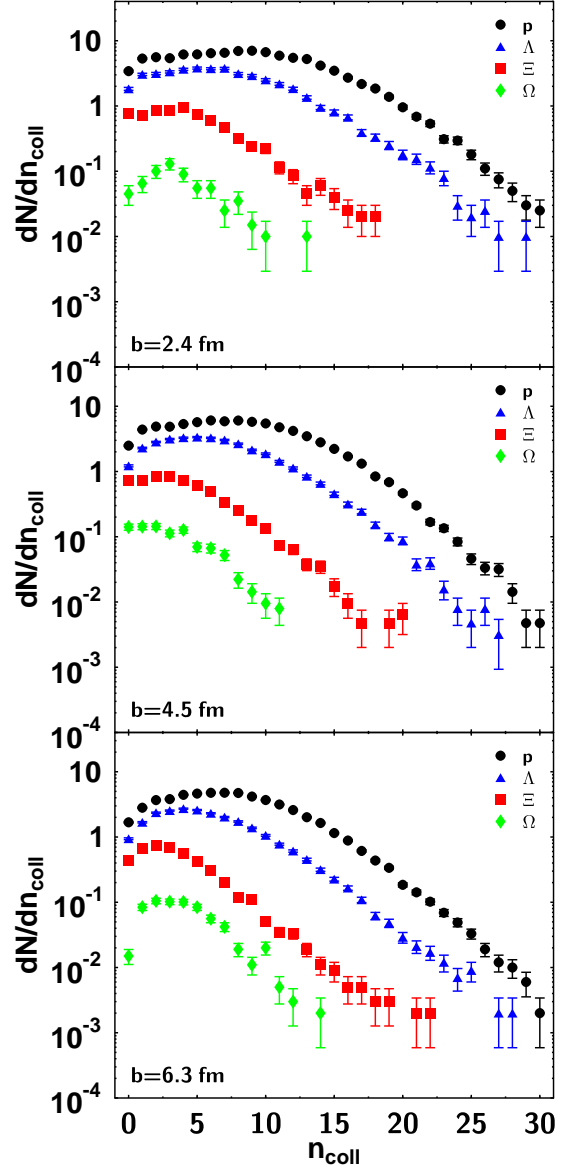 10
p
Λ
1
Ξ
Ω
10⁻¹
dN/dn_coll
10⁻²
10⁻³
b=2.4 fm
10⁻⁴
10
p
Λ
1
Ξ
Ω
10⁻¹
dN/dn_coll
10⁻²
10⁻³
b=4.5 fm
10⁻⁴
10
p
Λ
1
Ξ
Ω
10⁻¹
dN/dn_coll
10⁻²
10⁻³
b=6.3 fm
10⁻⁴
0 5 10 15 20 25 30
n_coll